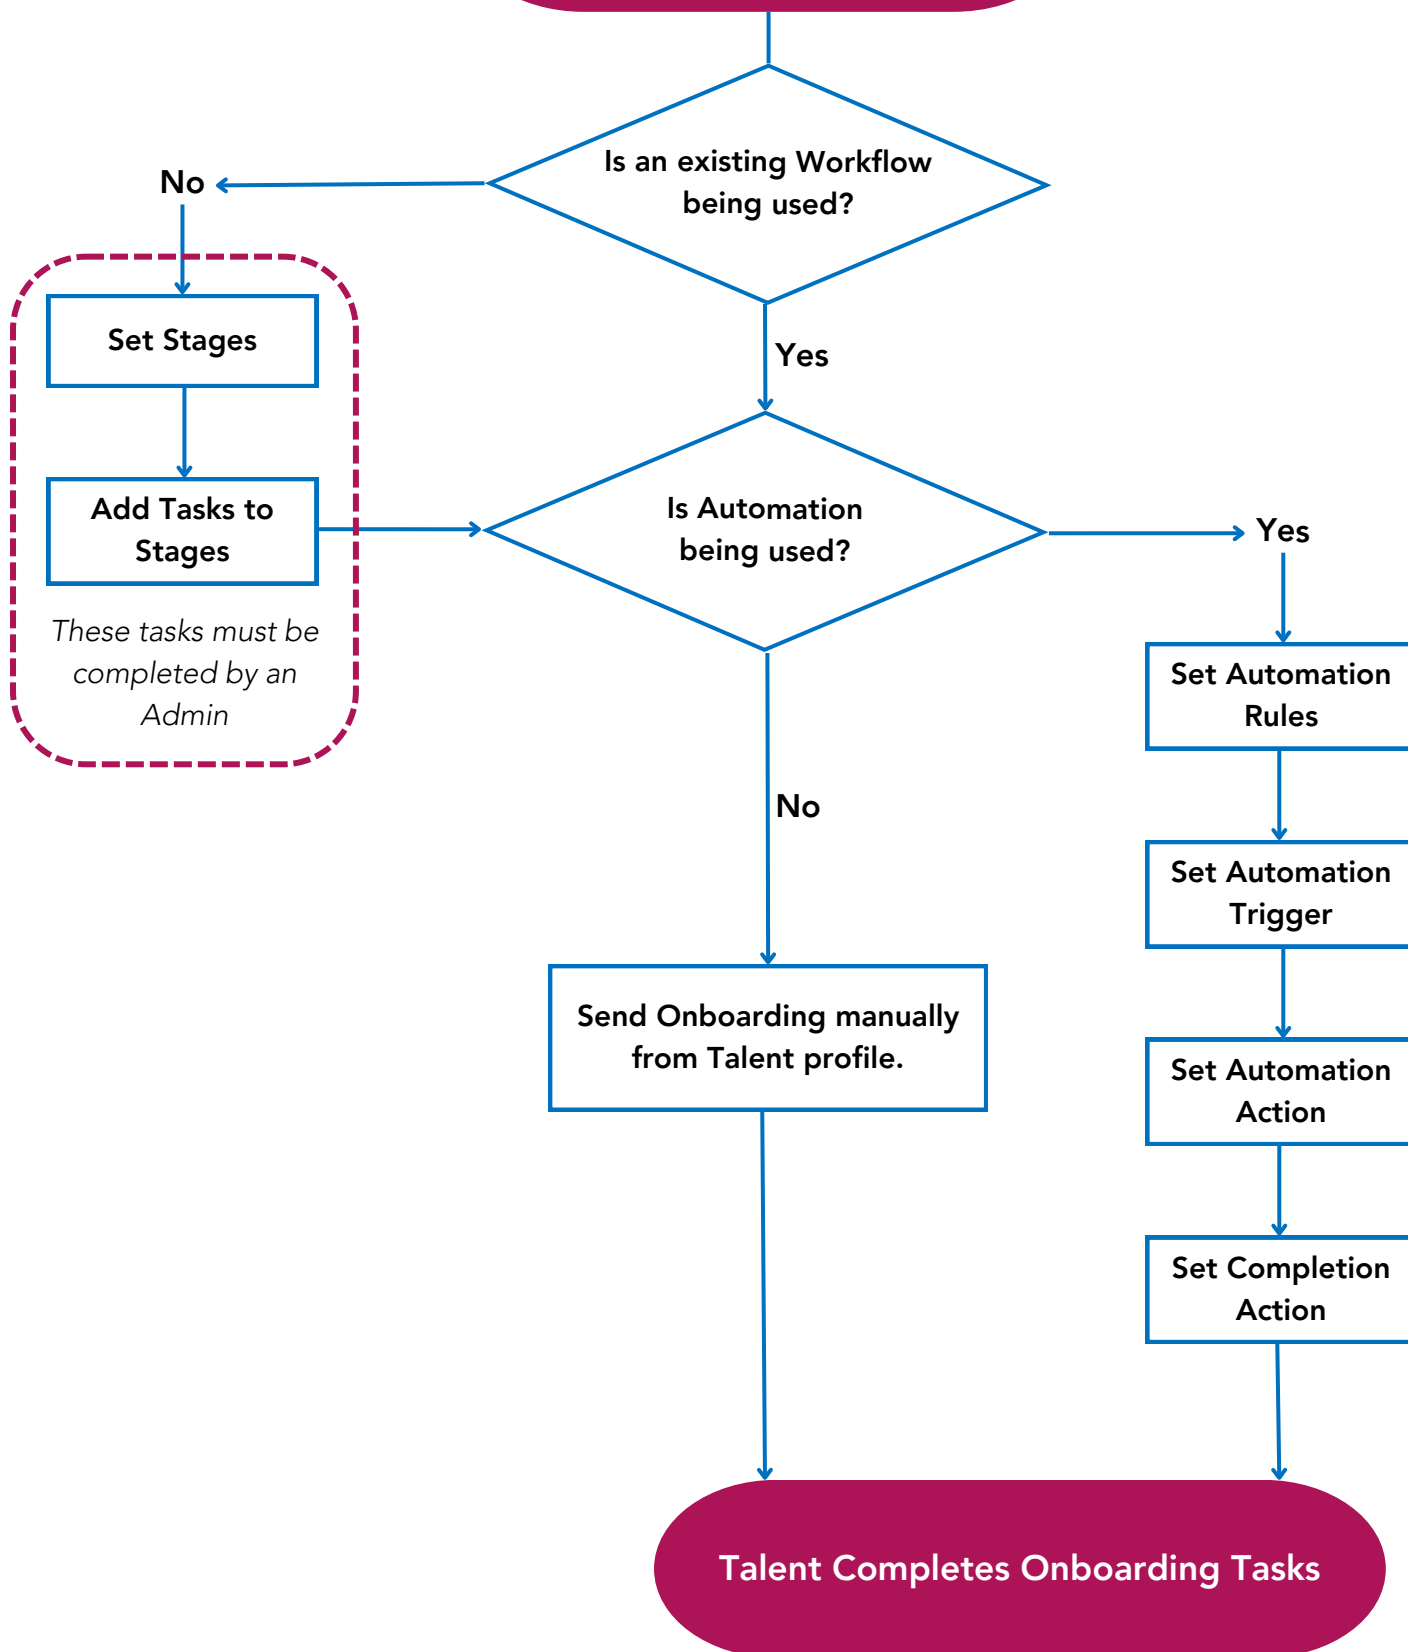 Is an existing Workflow
being used?
No
Set Stages
Yes
Add Tasks to
Stages
These tasks must be
completed by an
Admin
Is Automation
being used?
Yes
Set Automation
Rules
No
Set Automation
Trigger
Send Onboarding manually
from Talent profile.
Set Automation
Action
Set Completion
Action
Talent Completes Onboarding Tasks